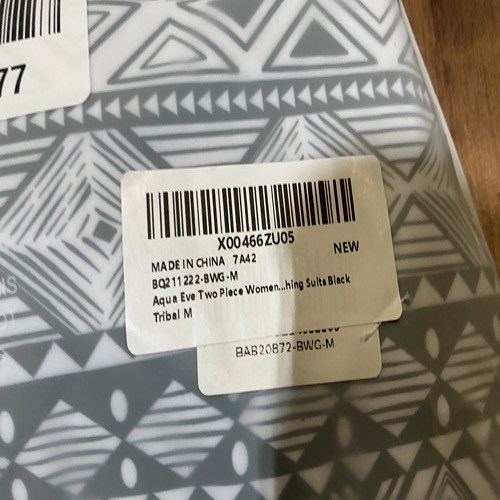 77
X00466ZU05
MADE IN CHINA 7A42 NEW
BQ211222-BWG-M
Aqua Eve Two Piece Women...hing Suits Black
Tribal M
BAB20872-BWG-M